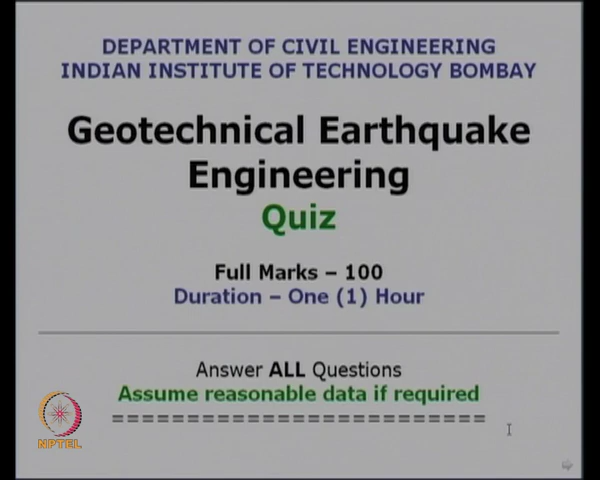 DEPARTMENT OF CIVIL ENGINEERING
INDIAN INSTITUTE OF TECHNOLOGY BOMBAY
Geotechnical Earthquake
Engineering
Quiz
Full Marks – 100
Duration – One (1) Hour
Answer ALL Questions
Assume reasonable data if required
=========================
NPTEL